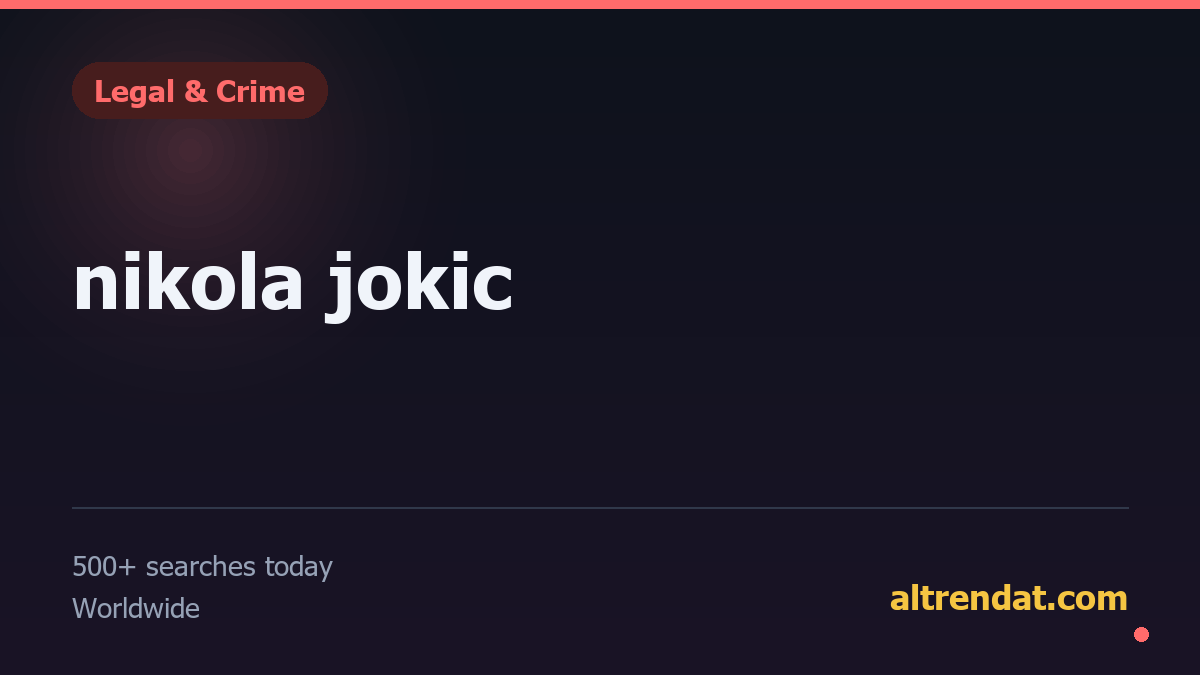 Legal & Crime
nikola jokic
500+ searches today
Worldwide
altrendat.com